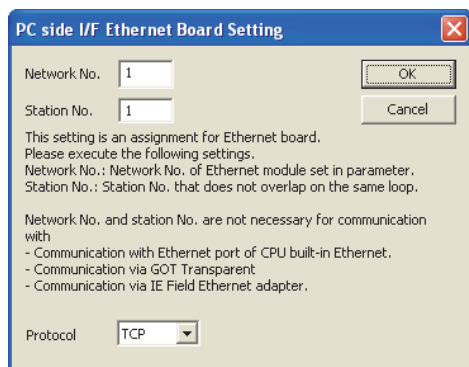 PC side I/F Ethernet Board Setting
Network No. 1
OK
Station No. 1
Cancel
This setting is an assignment for Ethernet board.
Please execute the following settings.
Network No.: Network No. of Ethernet module set in parameter.
Station No.: Station No. that does not overlap on the same loop.
Network No. and station No. are not necessary for communication
with
- Communication with Ethernet port of CPU built-in Ethernet.
- Communication via GOT Transparent
- Communication via IE Field Ethernet adapter.
Protocol TCP